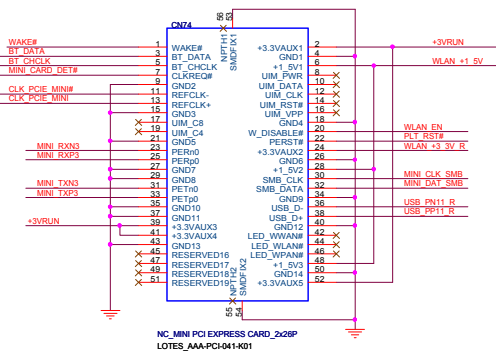 CN74
56
53
NPTH1
SMDFIX1
WAKE# 1 WAKE# +3.3VAUX1 2 +3VRUN
BT_DATA 3 BT_DATA GND1 4
BT_CHCLK 5 BT_CHCLK +1_5V1 6 WLAN +1_5V
MINI_CARD_DET# 7 CLKREQ# UIM_PWR 8
9 GND2 UIM_DATA 10
CLK_PCIE_MINI# 11 REFCLK- UIM_CLK 12
CLK_PCIE_MINI 13 REFCLK+ UIM_RST# 14
15 GND3 UIM_VPP 16
17 UIM_C8 GND4 18
19 UIM_C4 W_DISABLE# 20 WLAN_EN
21 GND5 PERST# 22 PLT_RST#
MINI_RXN3 23 PERn0 +3.3VAUX2 24 WLAN_+3_3V_R
MINI_RXP3 25 PERp0 GND6 26
27 GND7 +1_5V2 28
29 GND8 SMB_CLK 30 MINI_CLK_SMB
MINI_TXN3 31 PETn0 SMB_DATA 32 MINI_DAT_SMB
MINI_TXP3 33 PETp0 GND9 34
35 GND10 USB_D- 36 USB_PN11_R
37 GND11 USB_D+ 38 USB_PP11_R
+3VRUN 39 +3.3VAUX3 GND12 40
41 +3.3VAUX4 LED_WWAN# 42
43 GND13 LED_WLAN# 44
45 RESERVED16 LED_WPAN# 46
47 RESERVED17 +1_5V3 48
49 RESERVED18 GND14 50
51 RESERVED19 +3.3VAUX5 52
NPTH2
SMDFIX2
55
54
NC_MINI PCI EXPRESS CARD_2x26P
LOTES_AAA-PCI-041-K01